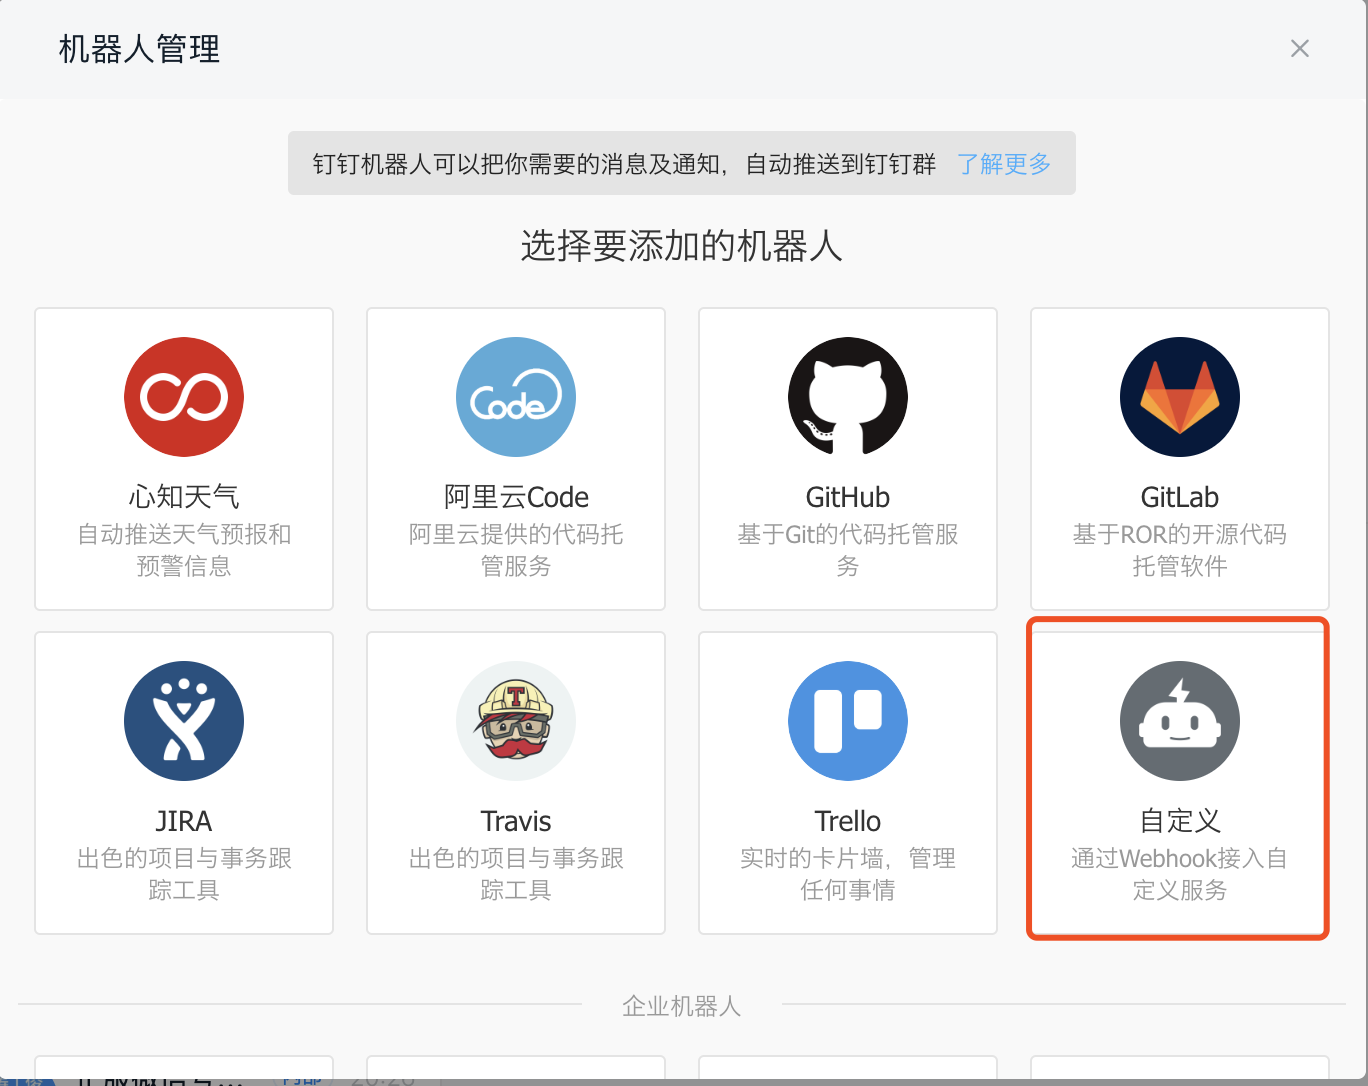 机器人管理
钉钉机器人可以把你需要的消息及通知，自动推送到钉钉群 了解更多
选择要添加的机器人
心知天气
自动推送天气预报和
预警信息
Code
阿里云Code
阿里云提供的代码托
管服务
GitHub
基于Git的代码托管服
务
GitLab
基于ROR的开源代码
托管软件
JIRA
出色的项目与事务跟
踪工具
T
Travis
出色的项目与事务跟
踪工具
Trello
实时的卡片墙，管理
任何事情
自定义
通过Webhook接入自
定义服务
企业机器人